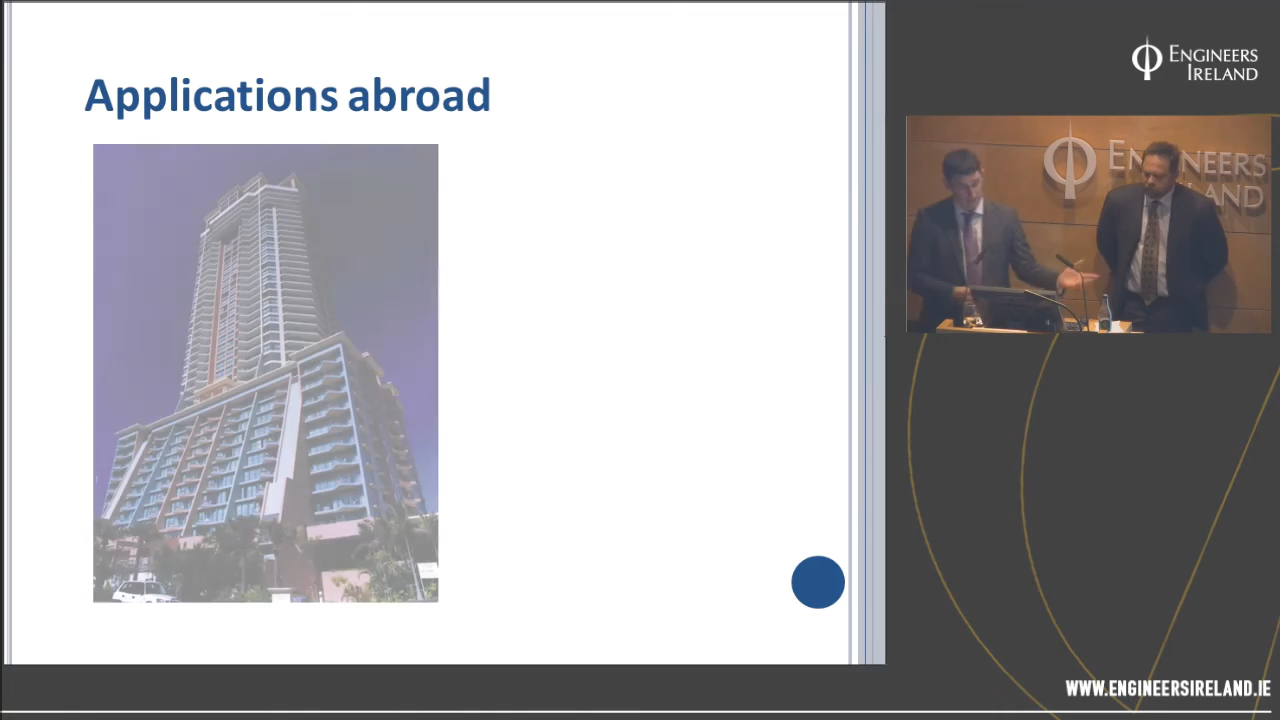 Applications abroad
ENGINEERS
IRELAND
ENGINEERS
IRELAND
WWW.ENGINEERSIRELAND.IE